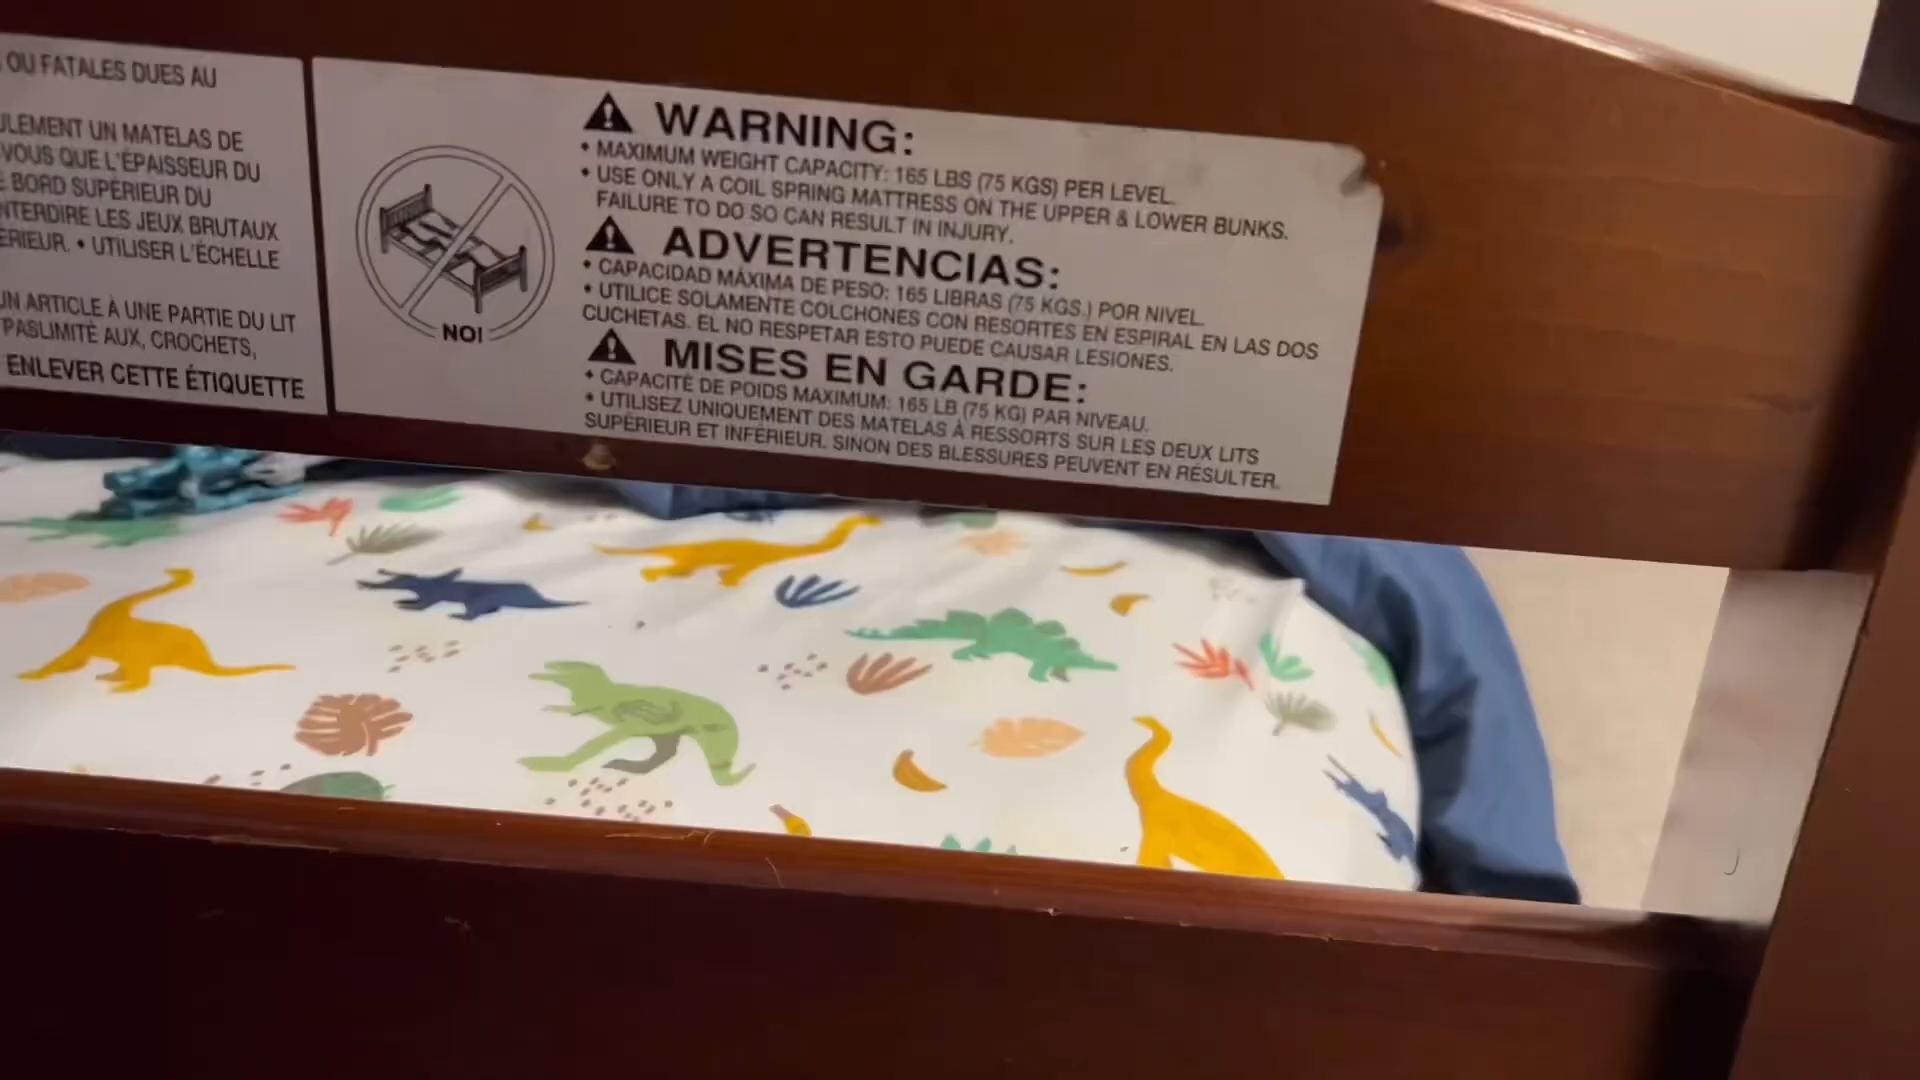 OU FATALES DUES AU
UN MATELAS DE
VOUS QUE L'ÉPAISSEUR DU
BORD SUPÉRIEUR DU
LES JEUX BRUTAUX
• UTILISER L'ÉCHELLE
UN ARTICLE À UNE PARTIE DU LIT
AUX, CROCHETS,
ENLEVER CETTE ÉTIQUETTE
NO!
WARNING:
• MAXIMUM WEIGHT CAPACITY: 165 LBS (75 KGS) PER LEVEL.
• USE ONLY A COIL SPRING MATTRESS ON THE UPPER & LOWER BUNKS.
FAILURE TO DO SO CAN RESULT IN INJURY.
ADVERTENCIAS:
• CAPACIDAD MÁXIMA DE PESO: 165 LIBRAS (75 KGS.) POR NIVEL.
• UTILICE SOLAMENTE COLCHONES CON RESORTES EN ESPIRAL EN LAS DOS
CUCHETAS. EL NO RESPETAR ESTO PUEDE CAUSAR LESIONES.
MISES EN GARDE:
• CAPACITÉ DE POIDS MAXIMUM: 165 LB (75 KG) PAR NIVEAU.
• UTILISEZ UNIQUEMENT DES MATELAS À RESSORTS SUR LES DEUX LITS
SUPÉRIEUR ET INFÉRIEUR. SINON DES BLESSURES PEUVENT EN RÉSULTER.